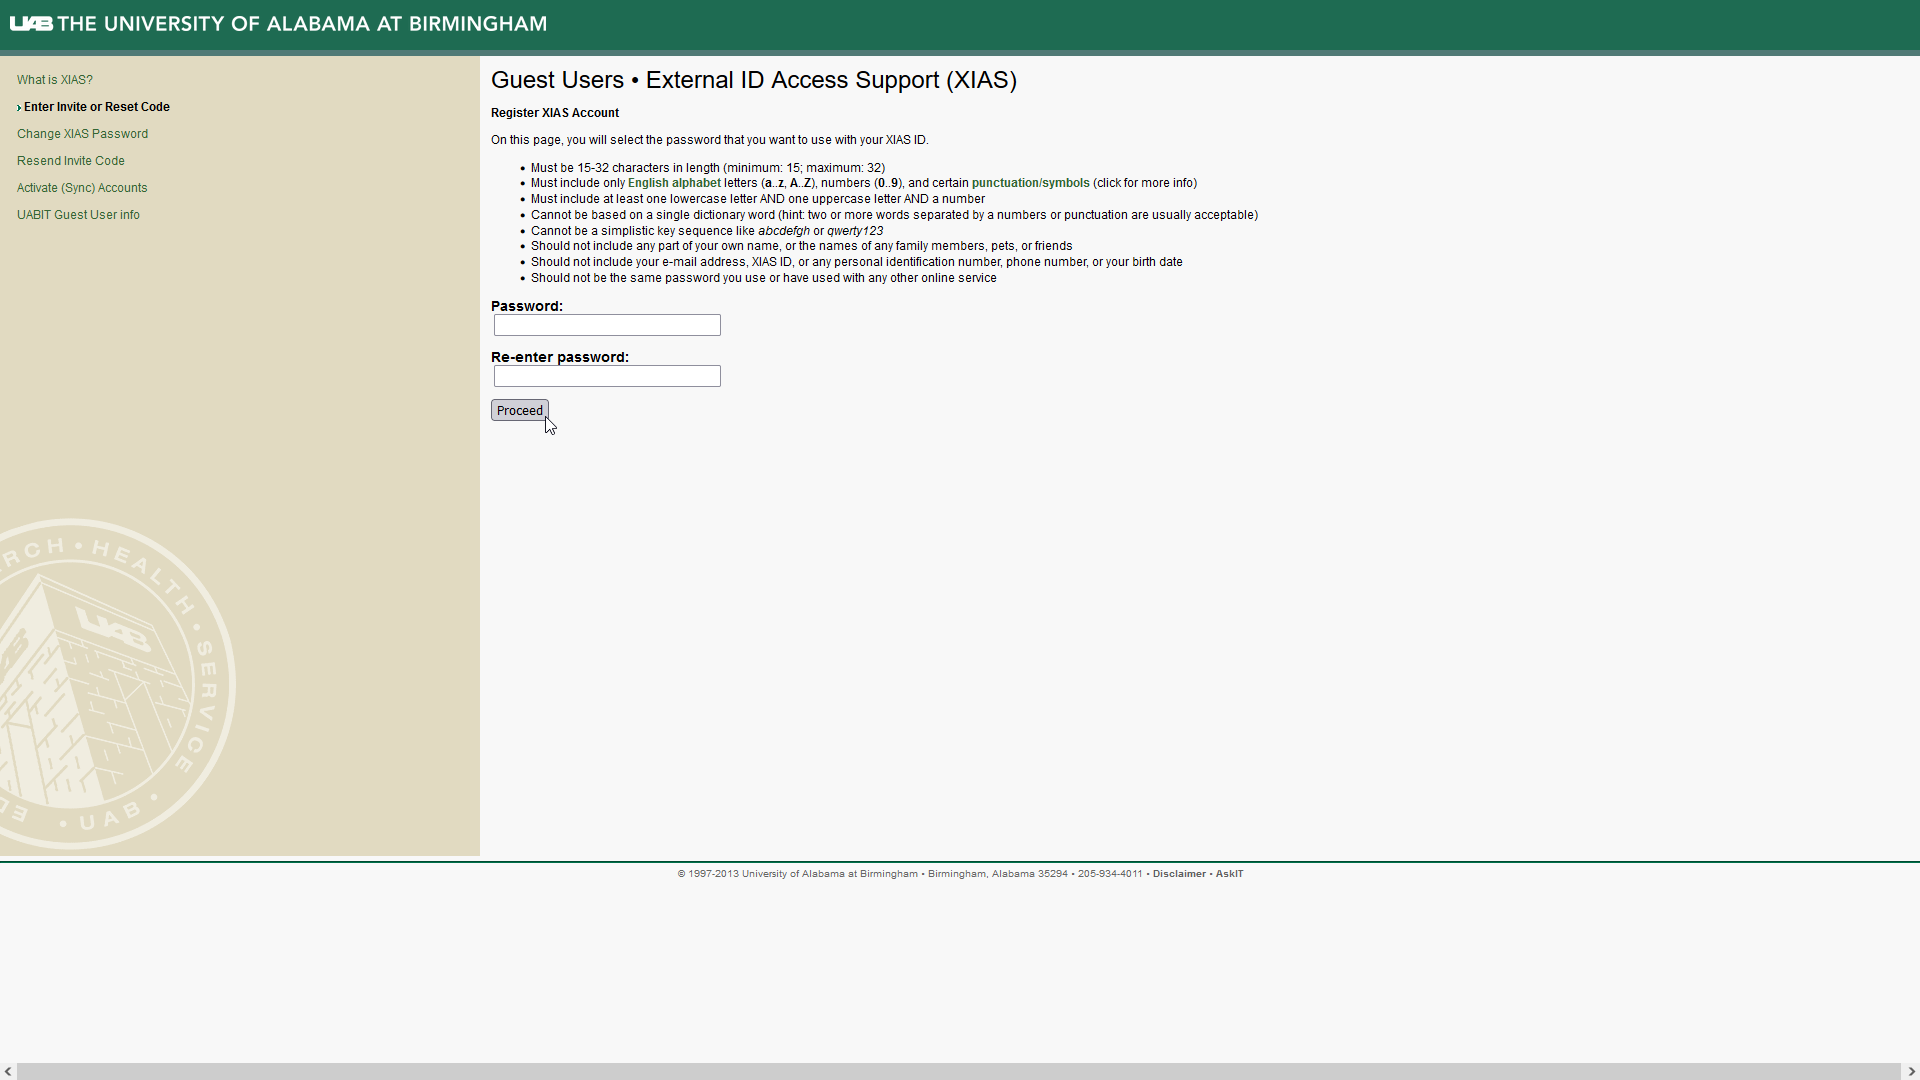 UAB THE UNIVERSITY OF ALABAMA AT BIRMINGHAM
What is XIAS?
› Enter Invite or Reset Code
Change XIAS Password
Resend Invite Code
Activate (Sync) Accounts
UABIT Guest User info
Guest Users • External ID Access Support (XIAS)
Register XIAS Account
On this page, you will select the password that you want to use with your XIAS ID.
• Must be 15-32 characters in length (minimum: 15; maximum: 32)
• Must include only English alphabet letters (a..z, A..Z), numbers (0..9), and certain punctuation/symbols (click for more info)
• Must include at least one lowercase letter AND one uppercase letter AND a number
• Cannot be based on a single dictionary word (hint: two or more words separated by a numbers or punctuation are usually acceptable)
• Cannot be a simplistic key sequence like abcdefgh or qwerty123
• Should not include any part of your own name, or the names of any family members, pets, or friends
• Should not include your e-mail address, XIAS ID, or any personal identification number, phone number, or your birth date
• Should not be the same password you use or have used with any other online service
Password:
Re-enter password:
Proceed
RCH • HEALTH • SERVICE • UAB • ED
UAB
© 1997-2013 University of Alabama at Birmingham • Birmingham, Alabama 35294 • 205-934-4011 • Disclaimer • AskIT